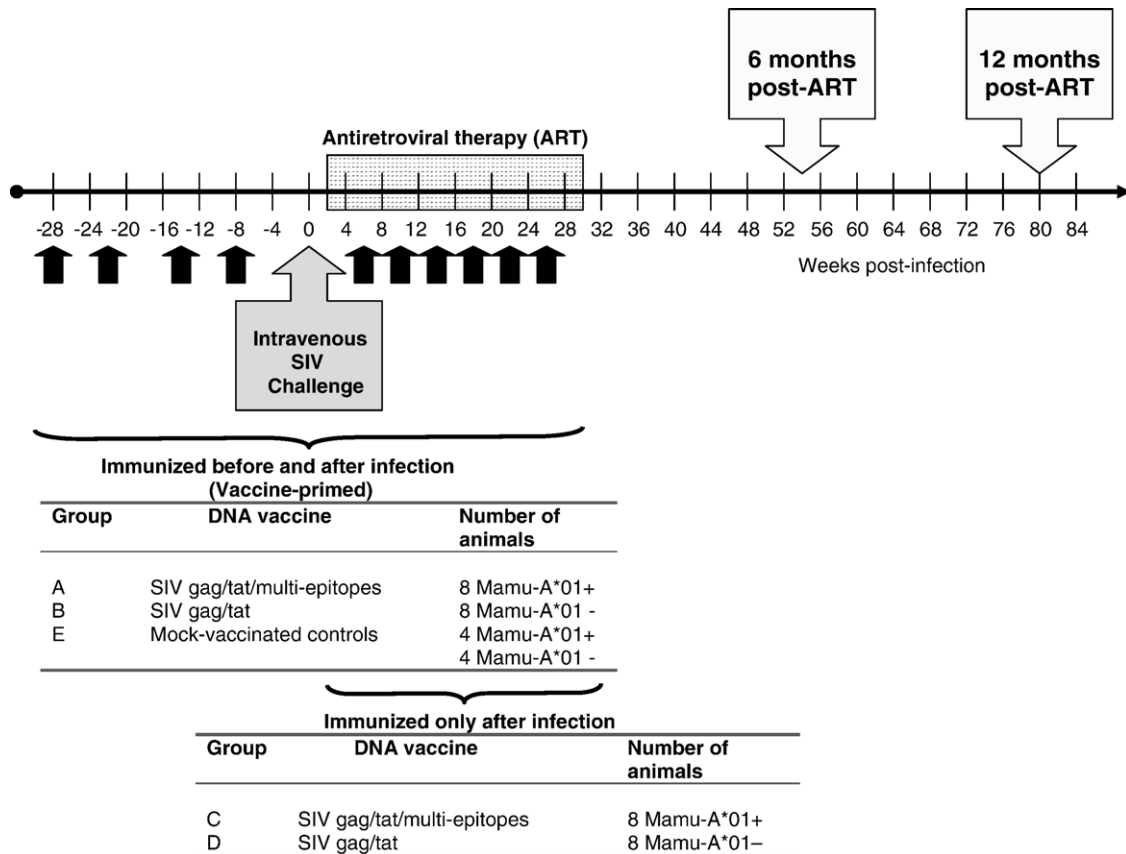 6 months
post-ART
12 months
post-ART
Antiretroviral therapy (ART)
-28 -24 -20 -16 -12 -8 -4 0 4 8 12 16 20 24 28 32 36 40 44 48 52 56 60 64 68 72 76 80 84
Weeks post-infection
Intravenous
SIV
Challenge
Immunized before and after infection
(Vaccine-primed)
Group DNA vaccine Number of
animals
A SIV gag/tat/multi-epitopes 8 Mamu-A*01+
B SIV gag/tat 8 Mamu-A*01 -
E Mock-vaccinated controls 4 Mamu-A*01+
4 Mamu-A*01 -
Immunized only after infection
Group DNA vaccine Number of
animals
C SIV gag/tat/multi-epitopes 8 Mamu-A*01+
D SIV gag/tat 8 Mamu-A*01–